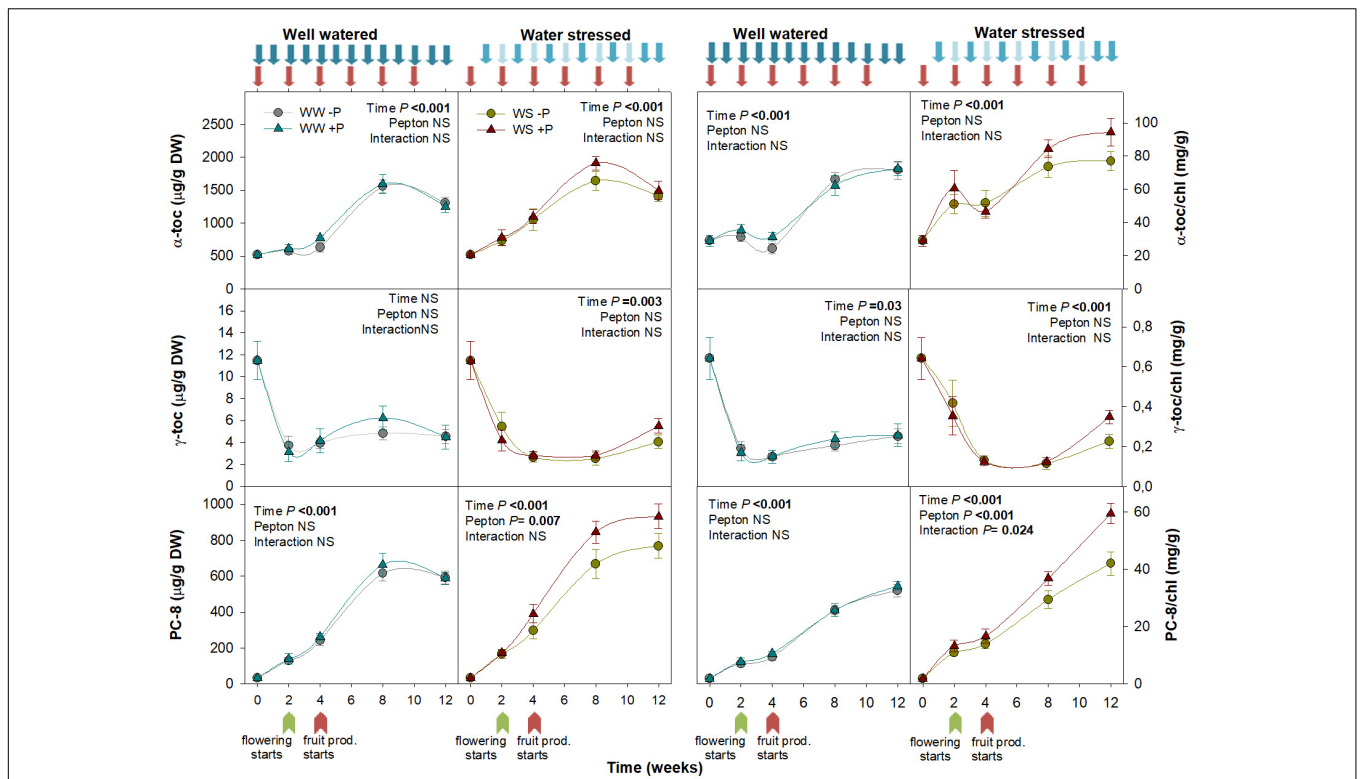 Well watered
Water stressed
Well watered
Water stressed
α-toc (µg/g DW)
2500
2000
1500
1000
500
0
WW -P
WW +P
Time P <0.001
Pepton NS
Interaction NS
WS -P
WS +P
Time P <0.001
Pepton NS
Interaction NS
Time P <0.001
Pepton NS
Interaction NS
Time P <0.001
Pepton NS
Interaction NS
100
80
60
40
20
0
α-toc/chl (mg/g)
γ-toc (µg/g DW)
16
14
12
10
8
6
4
2
0
Time NS
Pepton NS
InteractionNS
Time P =0.003
Pepton NS
Interaction NS
Time P =0.03
Pepton NS
Interaction NS
Time P <0.001
Pepton NS
Interaction NS
0,8
0,6
0,4
0,2
0,0
γ-toc/chl (mg/g)
PC-8 (µg/g DW)
1000
800
600
400
200
0
Time P <0.001
Pepton NS
Interaction NS
Time P <0.001
Pepton P= 0.007
Interaction NS
Time P <0.001
Pepton NS
Interaction NS
Time P <0.001
Pepton P <0.001
Interaction P= 0.024
60
40
20
0
PC-8/chl (mg/g)
0 2 4 6 8 10 12
0 2 4 6 8 10 12
0 2 4 6 8 10 12
0 2 4 6 8 10 12
flowering starts
fruit prod. starts
flowering starts
fruit prod. starts
flowering starts
fruit prod. starts
flowering starts
fruit prod. starts
Time (weeks)